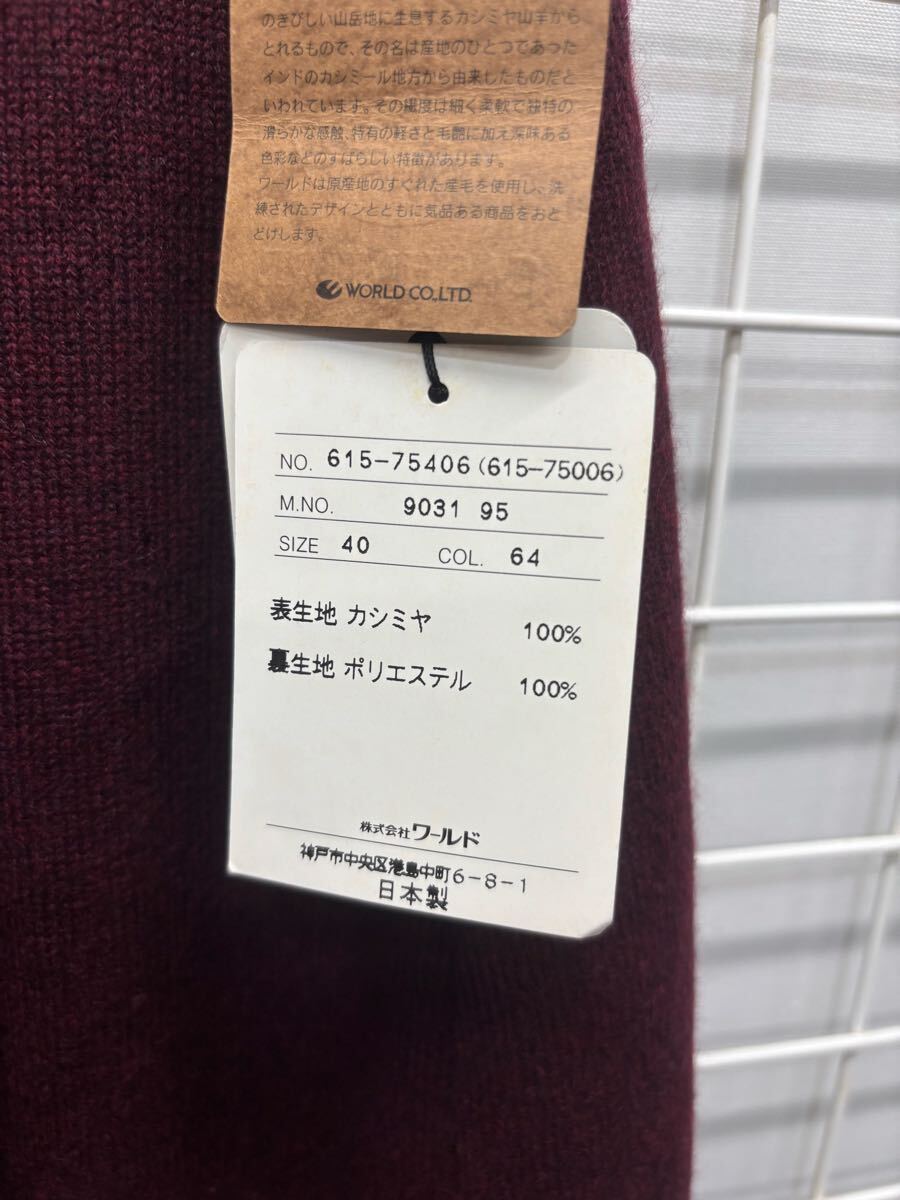 のきびしい山岳地に生息するカシミヤ山羊から
とれるもので、その名は産地のひとつであった
インドのカシミール地方から由来したものだと
いわれています。その繊度は細く柔軟で独特の
滑らかな感触、特有の軽さと毛艶に加え深味ある
色彩などのすばらしい特徴があります。
ワールドは原産地のすぐれた産毛を使用し、洗
練されたデザインとともに気品ある商品をおと
どけします。
WORLD CO.,LTD.
NO. 615-75406(615-75006)
M.NO. 9031 95
SIZE 40 COL. 64
表生地 カシミヤ 100%
裏生地 ポリエステル 100%
株式会社ワールド
神戸市中央区港島中町6-8-1
日本製